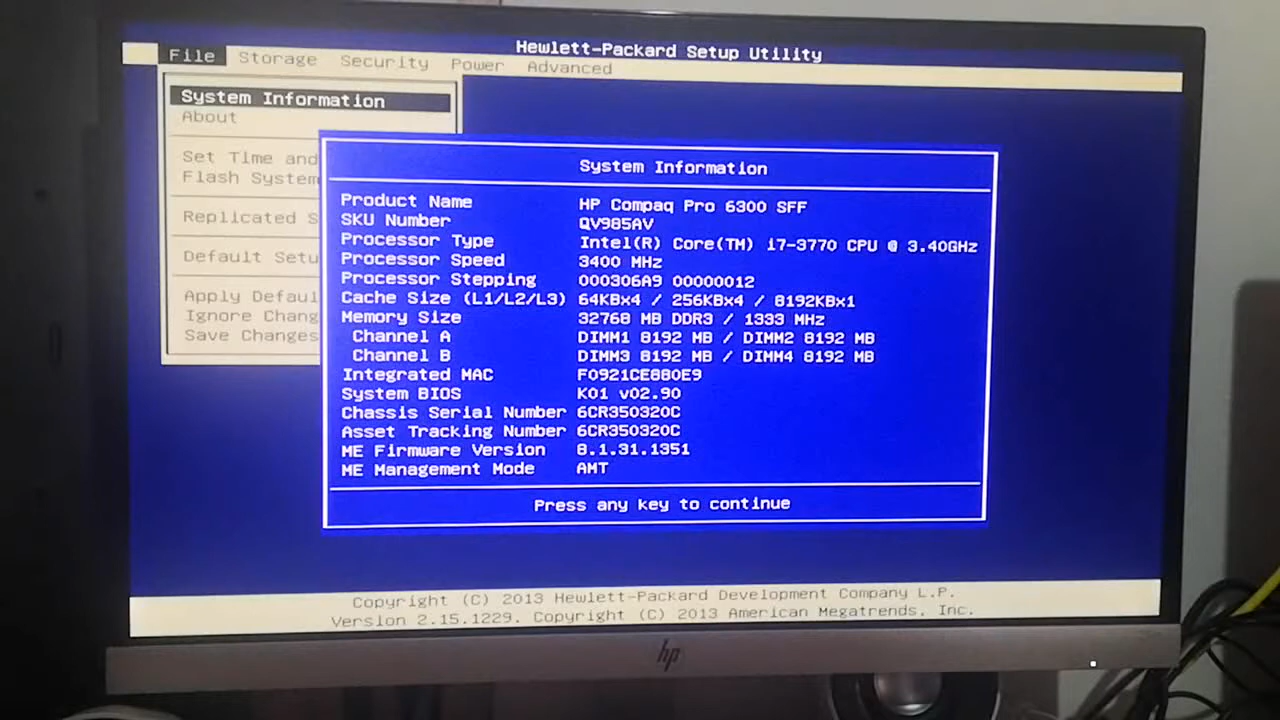 Hewlett-Packard Setup Utility
File Storage Security Power Advanced
System Information
About
Set Time and
Flash System
Replicated S
Default Setu
Apply Defaul
Ignore Chang
Save Changes
System Information
Product Name HP Compaq Pro 6300 SFF
SKU Number QV985AV
Processor Type Intel(R) Core(TM) i7-3770 CPU @ 3.40GHz
Processor Speed 3400 MHz
Processor Stepping 000306A9 00000012
Cache Size (L1/L2/L3) 64KBx4 / 256KBx4 / 8192KBx1
Memory Size 32768 MB DDR3 / 1333 MHz
Channel A DIMM1 8192 MB / DIMM2 8192 MB
Channel B DIMM3 8192 MB / DIMM4 8192 MB
Integrated MAC F0921CE880E9
System BIOS K01 v02.90
Chassis Serial Number 6CR350320C
Asset Tracking Number 6CR350320C
ME Firmware Version 8.1.31.1351
ME Management Mode AMT
Press any key to continue
Copyright (C) 2013 Hewlett-Packard Development Company L.P.
Version 2.15.1229. Copyright (C) 2013 American Megatrends, Inc.
hp